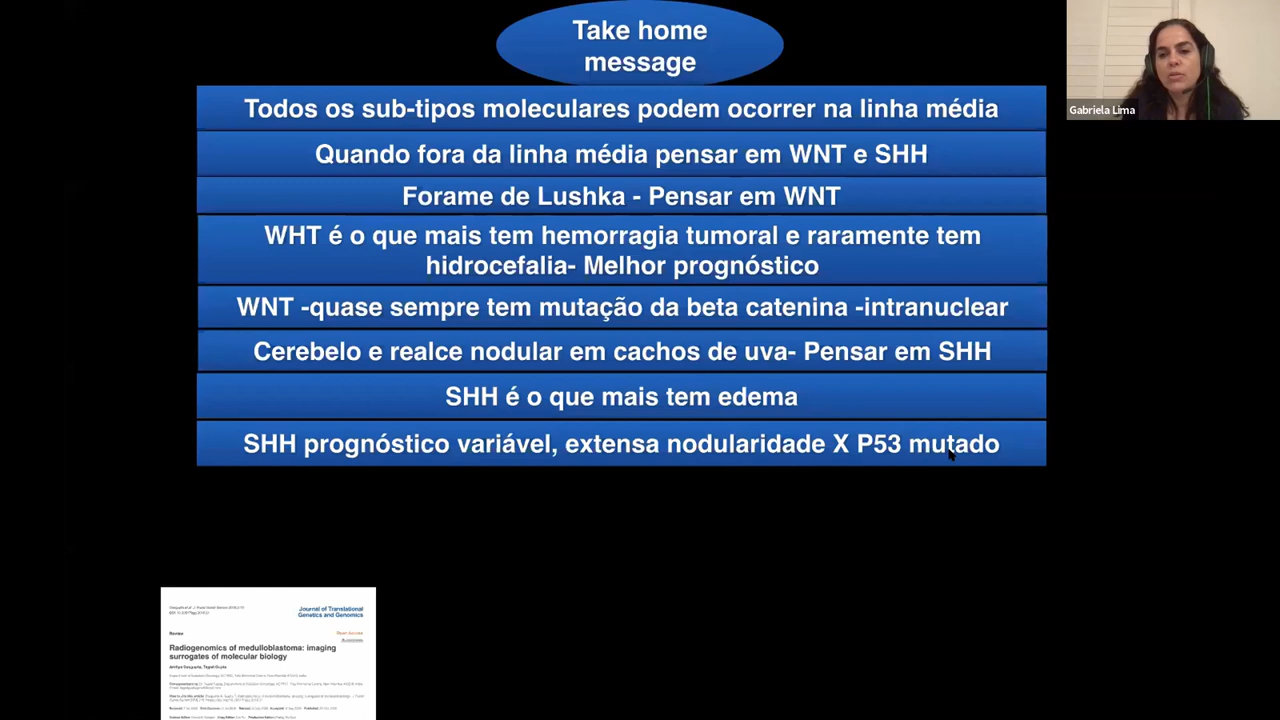 Take home
message
Gabriela Lima
Todos os sub-tipos moleculares podem ocorrer na linha média
Quando fora da linha média pensar em WNT e SHH
Forame de Lushka - Pensar em WNT
WHT é o que mais tem hemorragia tumoral e raramente tem
hidrocefalia- Melhor prognóstico
WNT -quase sempre tem mutação da beta catenina -intranuclear
Cerebelo e realce nodular em cachos de uva- Pensar em SHH
SHH é o que mais tem edema
SHH prognóstico variável, extensa nodularidade X P53 mutado
Journal of Translational
Genetics and Genomics
Review
Open Access
Radiogenomics of medulloblastoma: imaging
surrogates of molecular biology